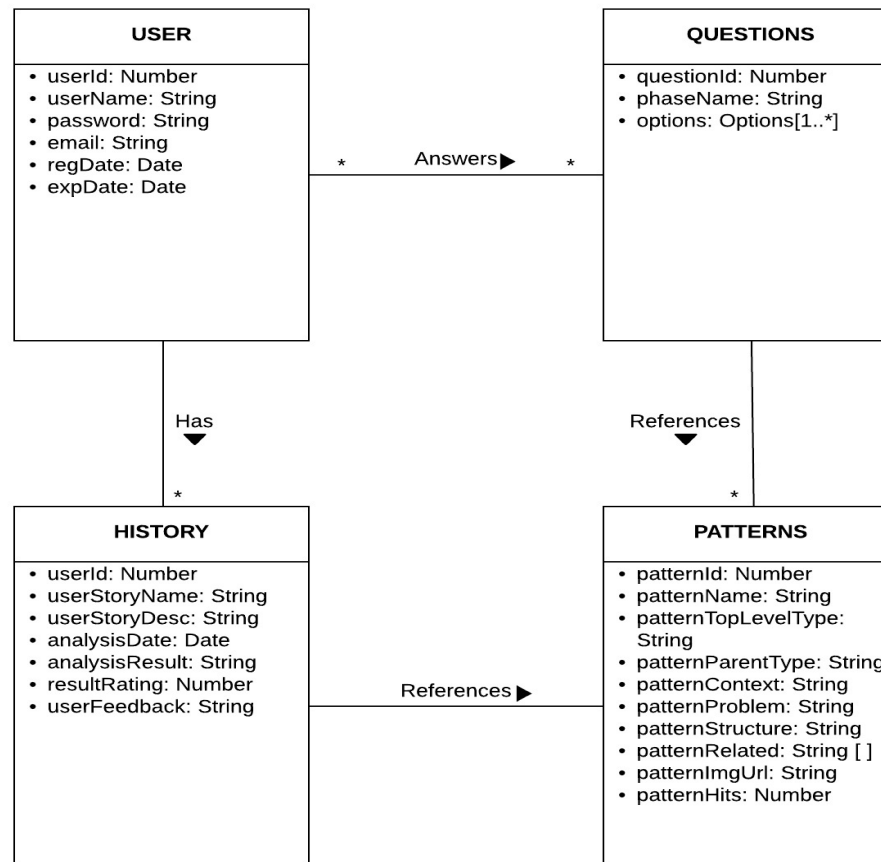 USER
• userId: Number
• userName: String
• password: String
• email: String
• regDate: Date
• expDate: Date
QUESTIONS
• questionId: Number
• phaseName: String
• options: Options[1..*]
* Answers ▶ *
Has
*
References
*
HISTORY
• userId: Number
• userStoryName: String
• userStoryDesc: String
• analysisDate: Date
• analysisResult: String
• resultRating: Number
• userFeedback: String
References ▶
PATTERNS
• patternId: Number
• patternName: String
• patternTopLevelType:
String
• patternParentType: String
• patternContext: String
• patternProblem: String
• patternStructure: String
• patternRelated: String [ ]
• patternImgUrl: String
• patternHits: Number